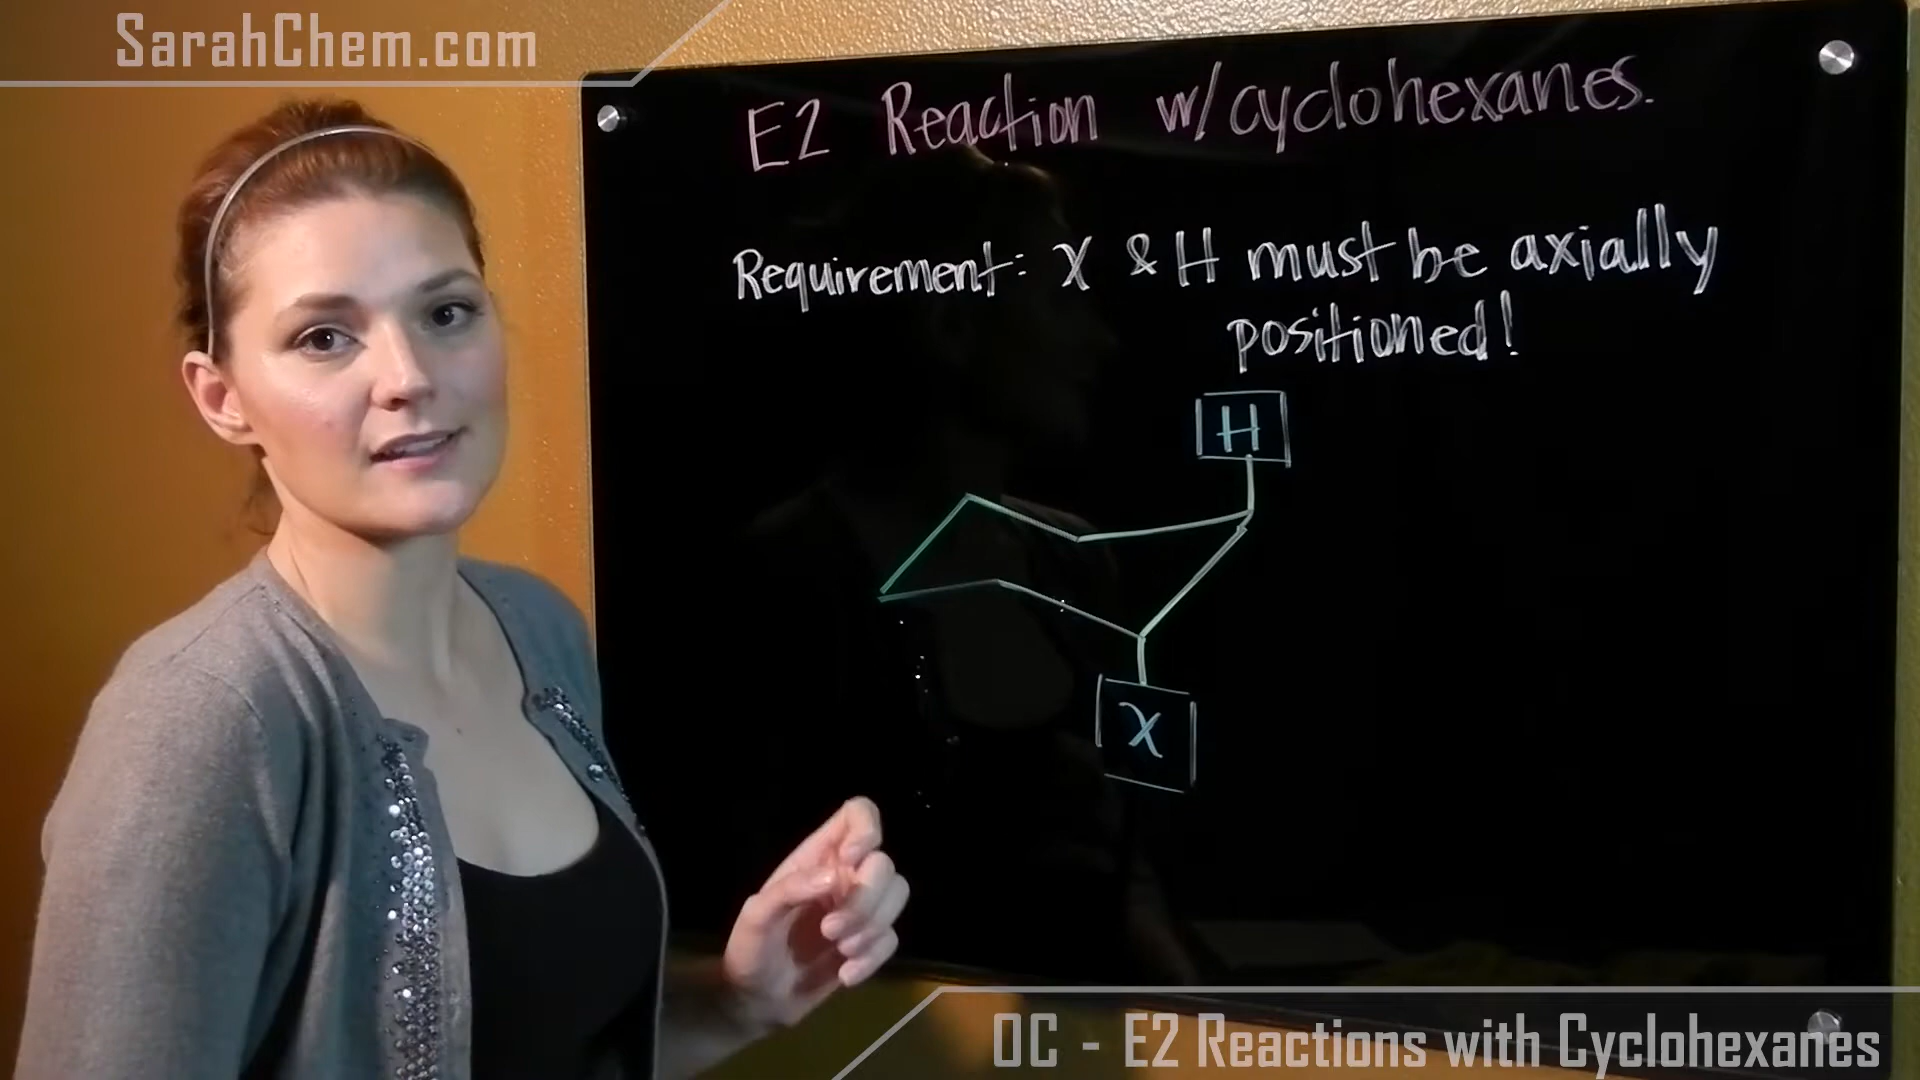 SarahChem.com
E2 Reaction w/cyclohexanes.
Requirement: X & H must be axially
positioned!
H
X
OC - E2 Reactions with Cyclohexanes